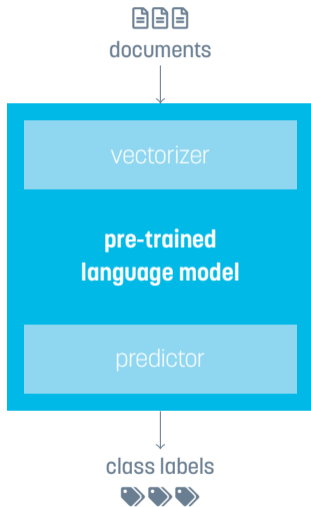 documents
vectorizer
pre-trained
language model
predictor
class labels